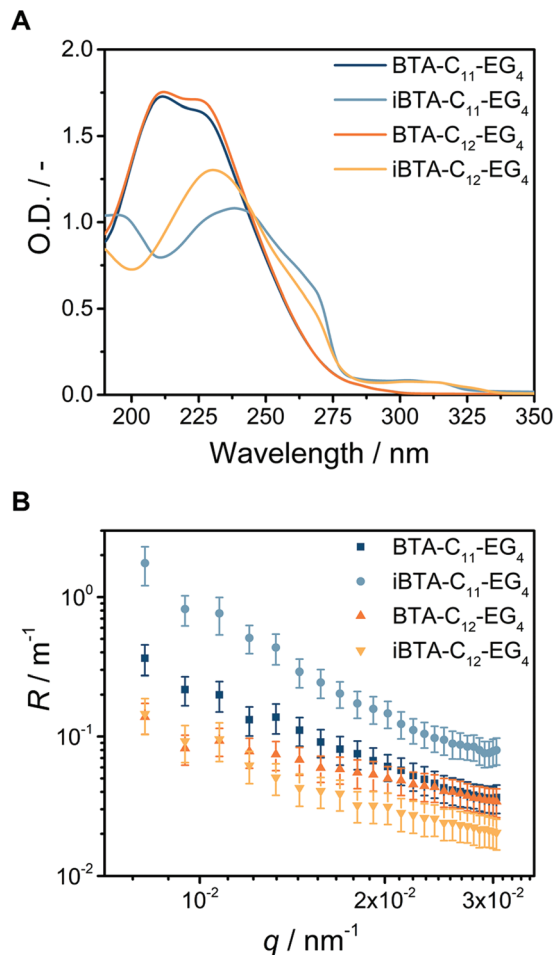 A
2.0
1.5
1.0
0.5
0.0
O.D. / -
BTA-C₁₁-EG₄
iBTA-C₁₁-EG₄
BTA-C₁₂-EG₄
iBTA-C₁₂-EG₄
200 225 250 275 300 325 350
Wavelength / nm
B
10⁰
10⁻¹
10⁻²
R / m⁻¹
BTA-C₁₁-EG₄
iBTA-C₁₁-EG₄
BTA-C₁₂-EG₄
iBTA-C₁₂-EG₄
10⁻² 2x10⁻² 3x10⁻²
q / nm⁻¹